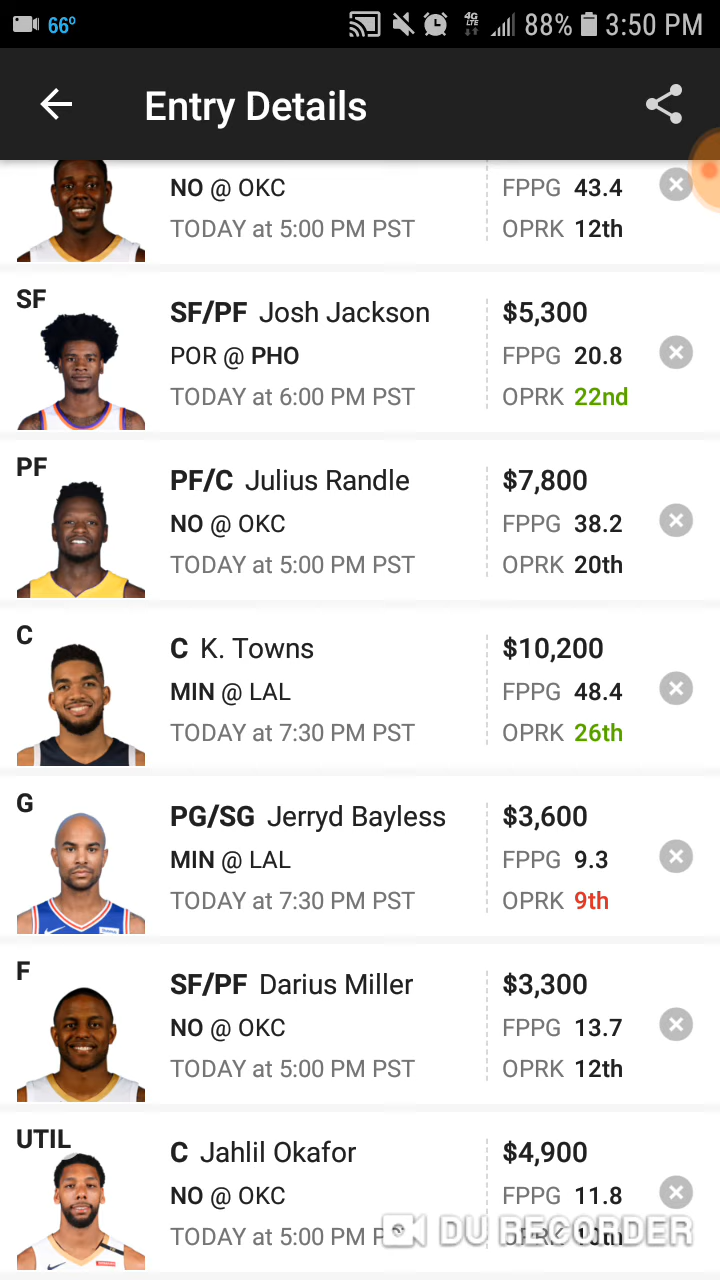 66°
4G LTE
88%
3:50 PM
Entry Details
NO @ OKC
FPPG 43.4
TODAY at 5:00 PM PST
OPRK 12th
SF
SF/PF Josh Jackson
$5,300
POR @ PHO
FPPG 20.8
TODAY at 6:00 PM PST
OPRK 22nd
PF
PF/C Julius Randle
$7,800
NO @ OKC
FPPG 38.2
TODAY at 5:00 PM PST
OPRK 20th
C
C K. Towns
$10,200
MIN @ LAL
FPPG 48.4
TODAY at 7:30 PM PST
OPRK 26th
G
PG/SG Jerryd Bayless
$3,600
MIN @ LAL
FPPG 9.3
TODAY at 7:30 PM PST
OPRK 9th
F
SF/PF Darius Miller
$3,300
NO @ OKC
FPPG 13.7
TODAY at 5:00 PM PST
OPRK 12th
UTIL
C Jahlil Okafor
$4,900
NO @ OKC
FPPG 11.8
TODAY at 5:00 PM
OPRK 10th
DU RECORDER